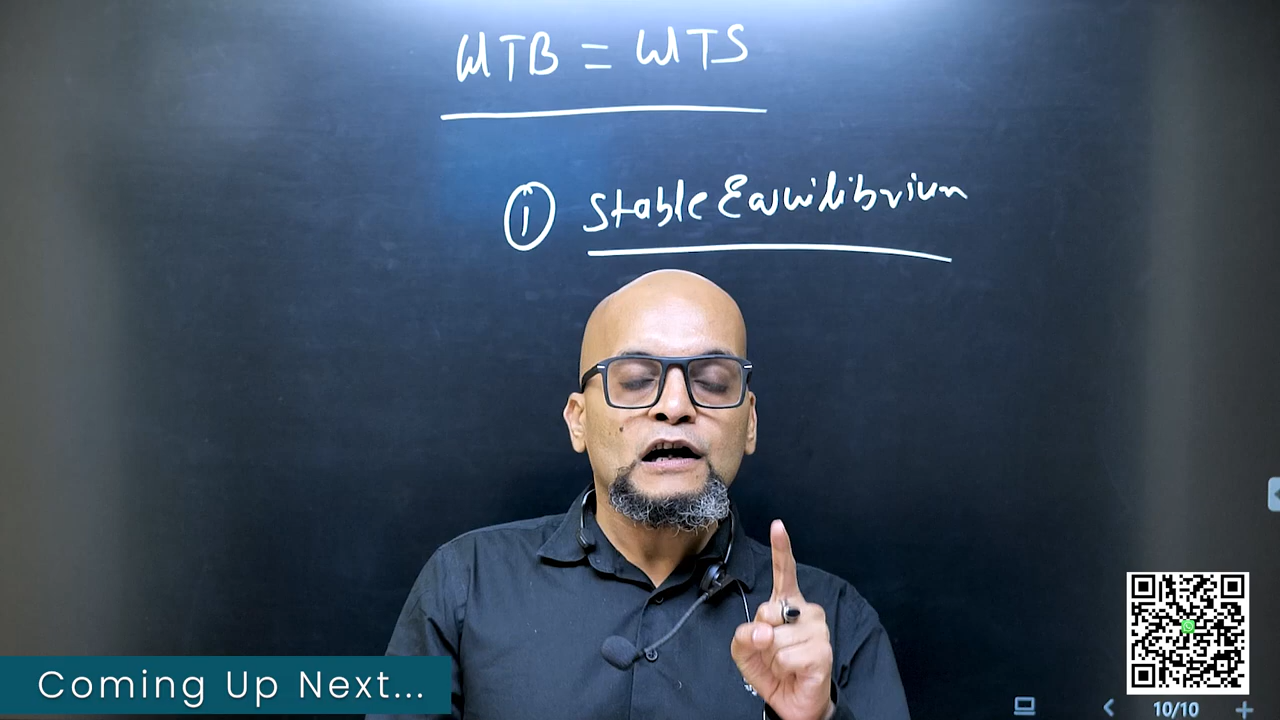 WTB = WTS
① Stable Equilibrium
Coming Up Next...
10/10